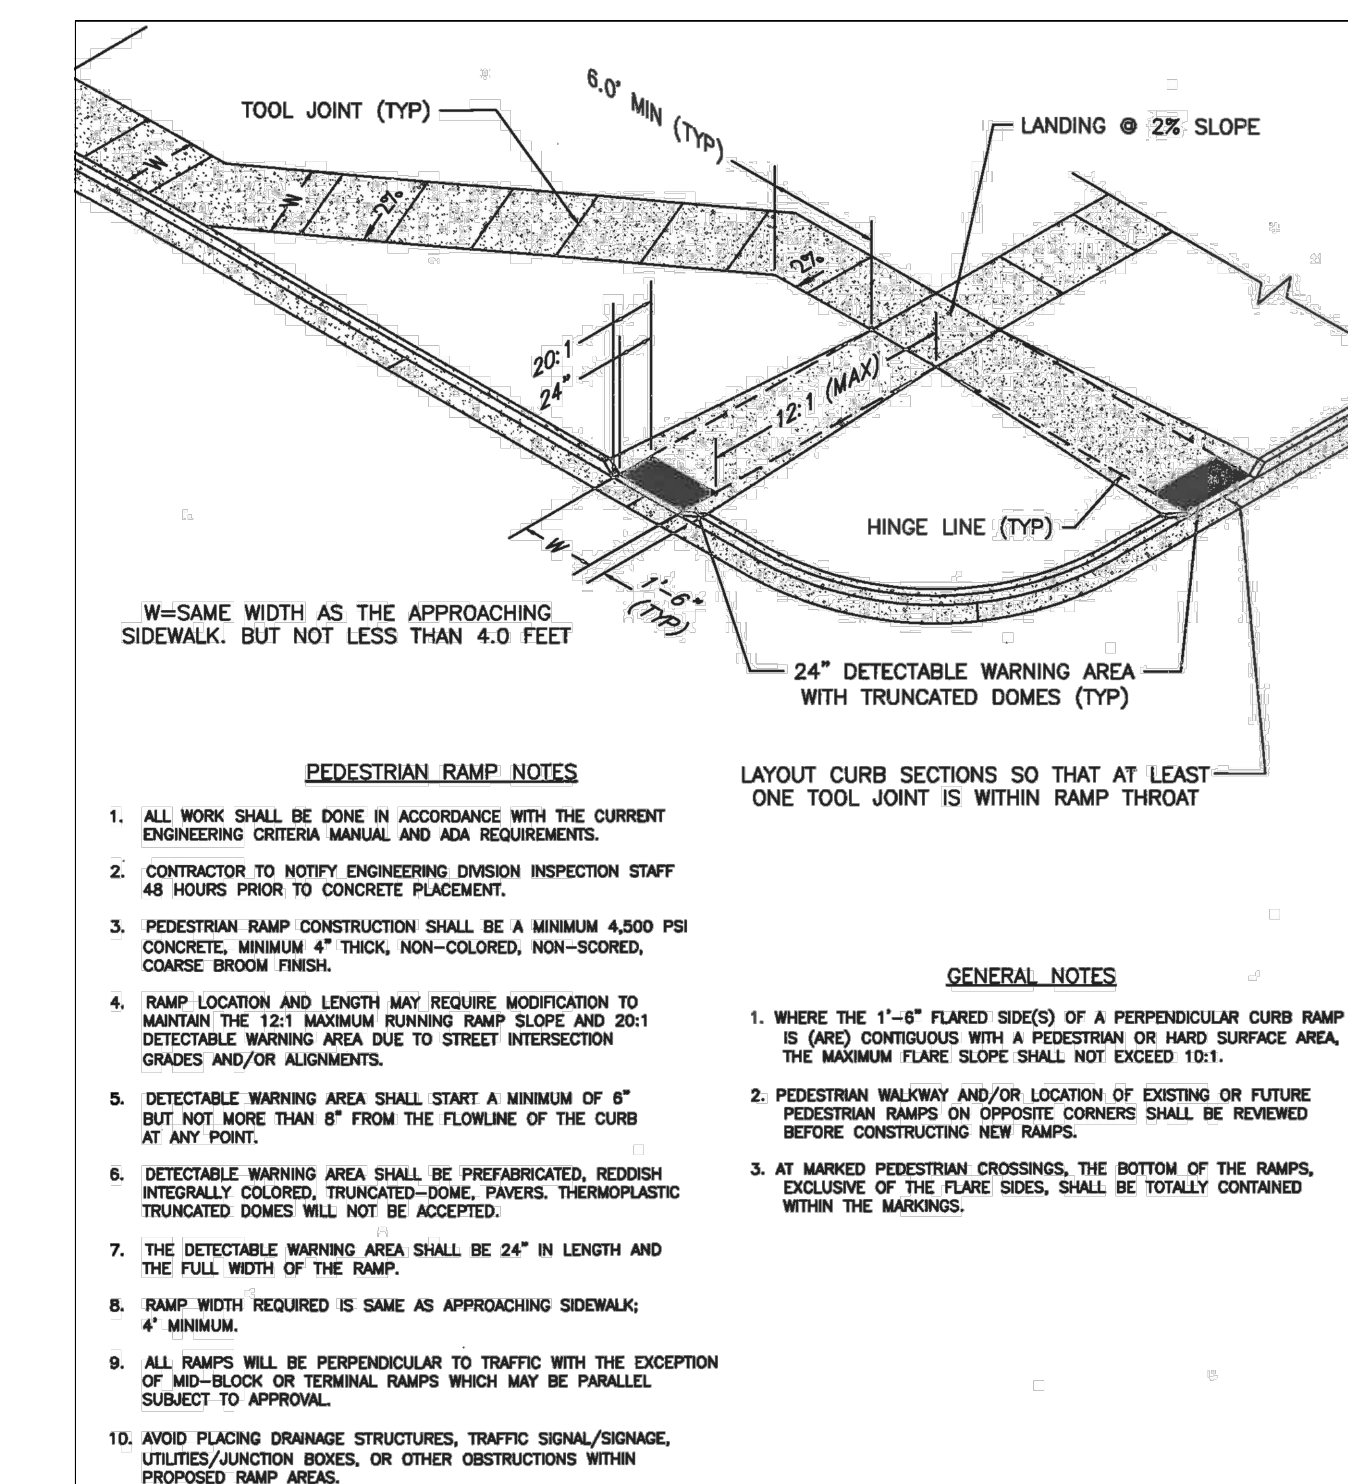 TOOL JOINT (TYP)
6.0' MIN (TYP)
LANDING @ 2% SLOPE
W
W
2%
2%
20:1
24"
12:1 (MAX)
HINGE LINE (TYP)
W
1'-6"
(TYP)
W=SAME WIDTH AS THE APPROACHING
SIDEWALK. BUT NOT LESS THAN 4.0 FEET
24" DETECTABLE WARNING AREA
WITH TRUNCATED DOMES (TYP)
LAYOUT CURB SECTIONS SO THAT AT LEAST
ONE TOOL JOINT IS WITHIN RAMP THROAT
PEDESTRIAN RAMP NOTES
1. ALL WORK SHALL BE DONE IN ACCORDANCE WITH THE CURRENT
ENGINEERING CRITERIA MANUAL AND ADA REQUIREMENTS.
2. CONTRACTOR TO NOTIFY ENGINEERING DIVISION INSPECTION STAFF
48 HOURS PRIOR TO CONCRETE PLACEMENT.
3. PEDESTRIAN RAMP CONSTRUCTION SHALL BE A MINIMUM 4,500 PSI
CONCRETE, MINIMUM 4" THICK, NON-COLORED, NON-SCORED,
COARSE BROOM FINISH.
4. RAMP LOCATION AND LENGTH MAY REQUIRE MODIFICATION TO
MAINTAIN THE 12:1 MAXIMUM RUNNING RAMP SLOPE AND 20:1
DETECTABLE WARNING AREA DUE TO STREET INTERSECTION
GRADES AND/OR ALIGNMENTS.
5. DETECTABLE WARNING AREA SHALL START A MINIMUM OF 6"
BUT NOT MORE THAN 8" FROM THE FLOWLINE OF THE CURB
AT ANY POINT.
6. DETECTABLE WARNING AREA SHALL BE PREFABRICATED, REDDISH
INTEGRALLY COLORED, TRUNCATED-DOME, PAVERS. THERMOPLASTIC
TRUNCATED DOMES WILL NOT BE ACCEPTED.
7. THE DETECTABLE WARNING AREA SHALL BE 24" IN LENGTH AND
THE FULL WIDTH OF THE RAMP.
8. RAMP WIDTH REQUIRED IS SAME AS APPROACHING SIDEWALK;
4' MINIMUM.
9. ALL RAMPS WILL BE PERPENDICULAR TO TRAFFIC WITH THE EXCEPTION
OF MID-BLOCK OR TERMINAL RAMPS WHICH MAY BE PARALLEL
SUBJECT TO APPROVAL.
10. AVOID PLACING DRAINAGE STRUCTURES, TRAFFIC SIGNAL/SIGNAGE,
UTILITIES/JUNCTION BOXES, OR OTHER OBSTRUCTIONS WITHIN
PROPOSED RAMP AREAS.
GENERAL NOTES
1. WHERE THE 1'-6" FLARED SIDE(S) OF A PERPENDICULAR CURB RAMP
IS (ARE) CONTIGUOUS WITH A PEDESTRIAN OR HARD SURFACE AREA,
THE MAXIMUM FLARE SLOPE SHALL NOT EXCEED 10:1.
2. PEDESTRIAN WALKWAY AND/OR LOCATION OF EXISTING OR FUTURE
PEDESTRIAN RAMPS ON OPPOSITE CORNERS SHALL BE REVIEWED
BEFORE CONSTRUCTING NEW RAMPS.
3. AT MARKED PEDESTRIAN CROSSINGS, THE BOTTOM OF THE RAMPS,
EXCLUSIVE OF THE FLARE SIDES, SHALL BE TOTALLY CONTAINED
WITHIN THE MARKINGS.